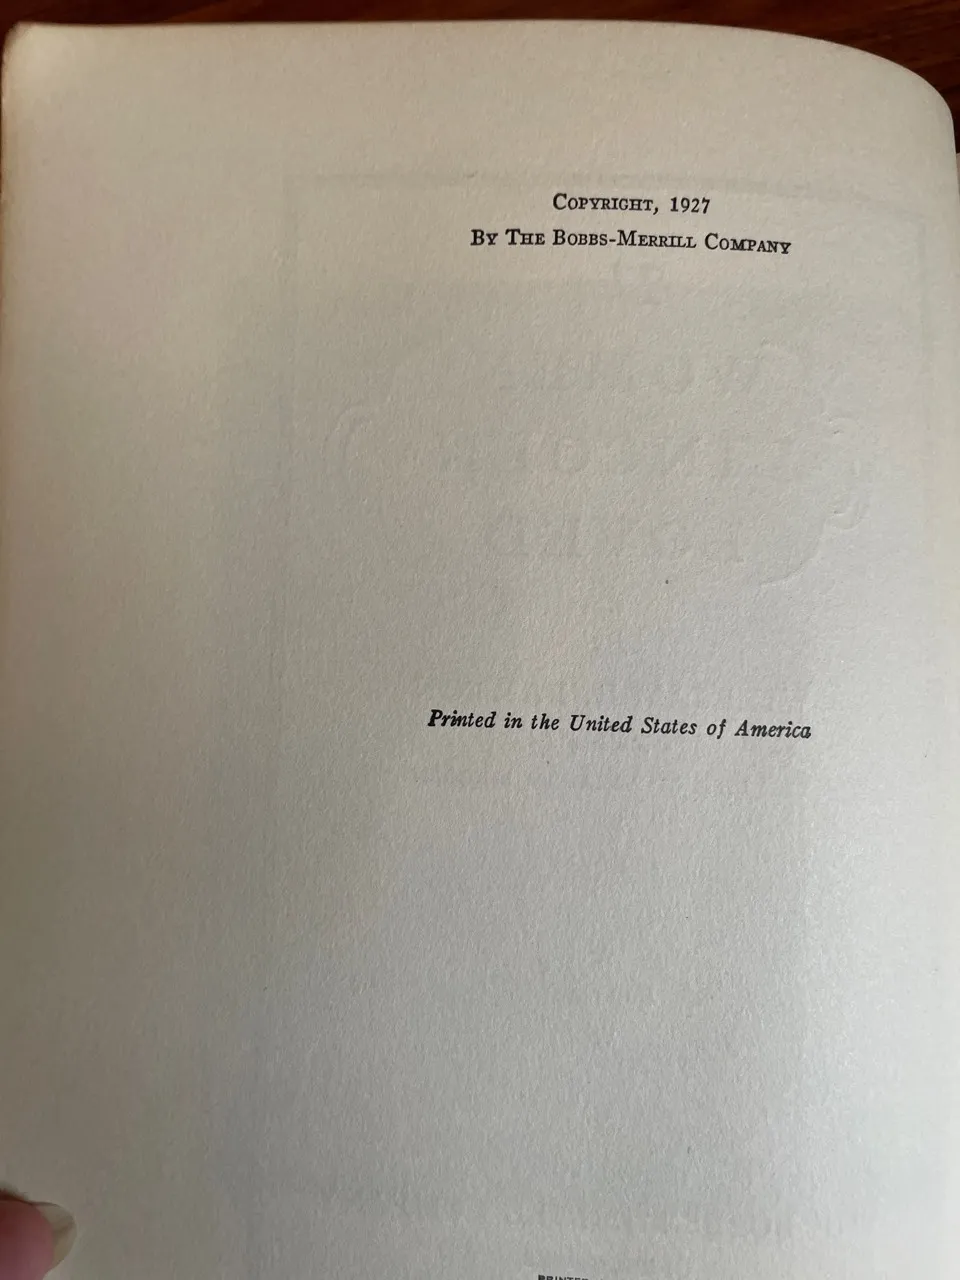 COPYRIGHT, 1927
BY THE BOBBS-MERRILL COMPANY
Printed in the United States of America